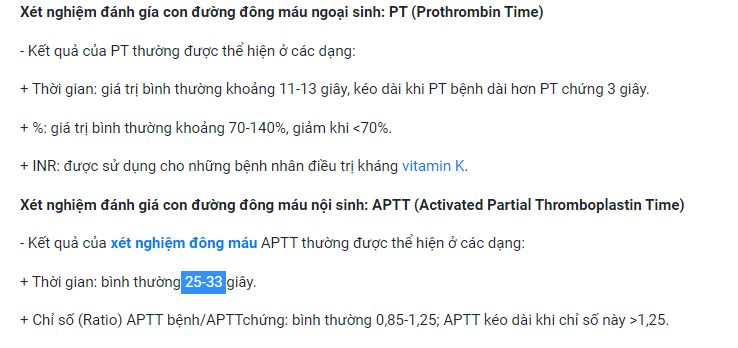 Xét nghiệm đánh gía con đường đông máu ngoại sinh: PT (Prothrombin Time)
- Kết quả của PT thường được thể hiện ở các dạng:
+ Thời gian: giá trị bình thường khoảng 11-13 giây, kéo dài khi PT bệnh dài hơn PT chứng 3 giây.
+ %: giá trị bình thường khoảng 70-140%, giảm khi <70%.
+ INR: được sử dụng cho những bệnh nhân điều trị kháng vitamin K.
Xét nghiệm đánh giá con đường đông máu nội sinh: APTT (Activated Partial Thromboplastin Time)
- Kết quả của xét nghiệm đông máu APTT thường được thể hiện ở các dạng:
+ Thời gian: bình thường 25-33 giây.
+ Chỉ số (Ratio) APTT bệnh/APTTchứng: bình thường 0,85-1,25; APTT kéo dài khi chỉ số này >1,25.